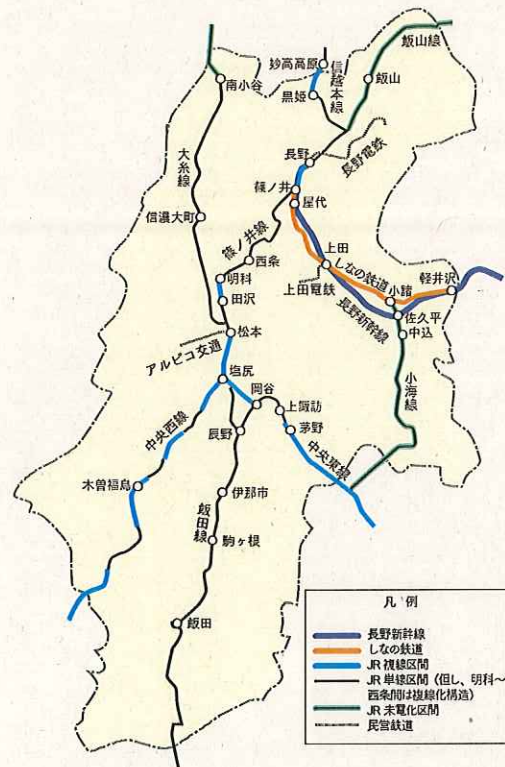 妙高高原
信越本線
飯山線
黒姫
飯山
南小谷
長野
長野電鉄
大糸線
篠ノ井
屋代
信濃大町
篠ノ井線
西条
上田
しなの鉄道
軽井沢
明科
上田電鉄
小諸
田沢
長野新幹線
佐久平
中込
松本
アルピコ交通
小海線
塩尻
岡谷
上諏訪
中央西線
辰野
茅野
中央東線
木曽福島
伊那市
飯田線
駒ヶ根
飯田
凡 例
長野新幹線
しなの鉄道
JR 複線区間
JR 単線区間 (但し、明科〜
西条間は複線化構造)
JR 未電化区間
民営鉄道